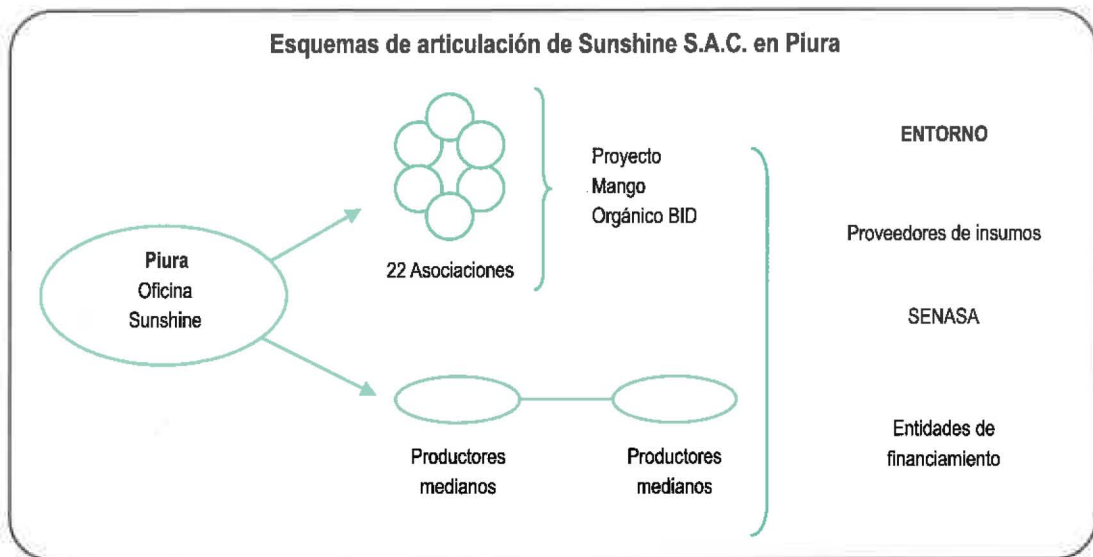 Esquemas de articulación de Sunshine S.A.C. en Piura
Piura
Oficina
Sunshine
22 Asociaciones
Proyecto
Mango
Orgánico BID
Productores
medianos
Productores
medianos
ENTORNO
Proveedores de insumos
SENASA
Entidades de
financiamiento